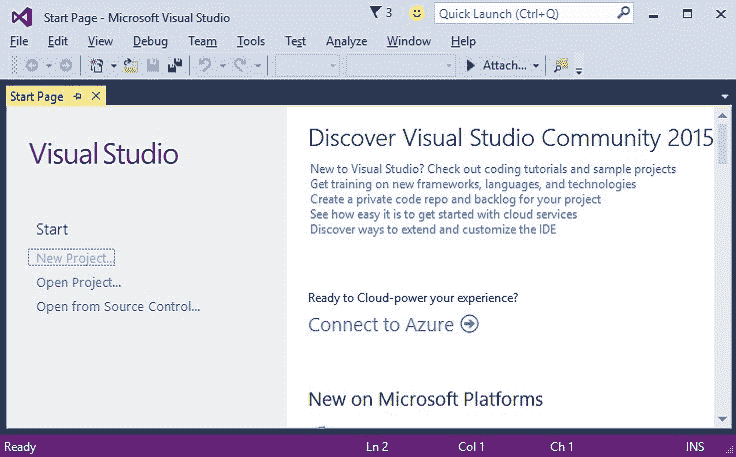 Start Page - Microsoft Visual Studio
3
Quick Launch (Ctrl+Q)
File Edit View Debug Team Tools Test Analyze Window Help
Attach...
Start Page
Visual Studio
Start
New Project...
Open Project...
Open from Source Control...
Discover Visual Studio Community 2015
New to Visual Studio? Check out coding tutorials and sample projects
Get training on new frameworks, languages, and technologies
Create a private code repo and backlog for your project
See how easy it is to get started with cloud services
Discover ways to extend and customize the IDE
Ready to Cloud-power your experience?
Connect to Azure
New on Microsoft Platforms
Ready Ln 2 Col 1 Ch 1 INS